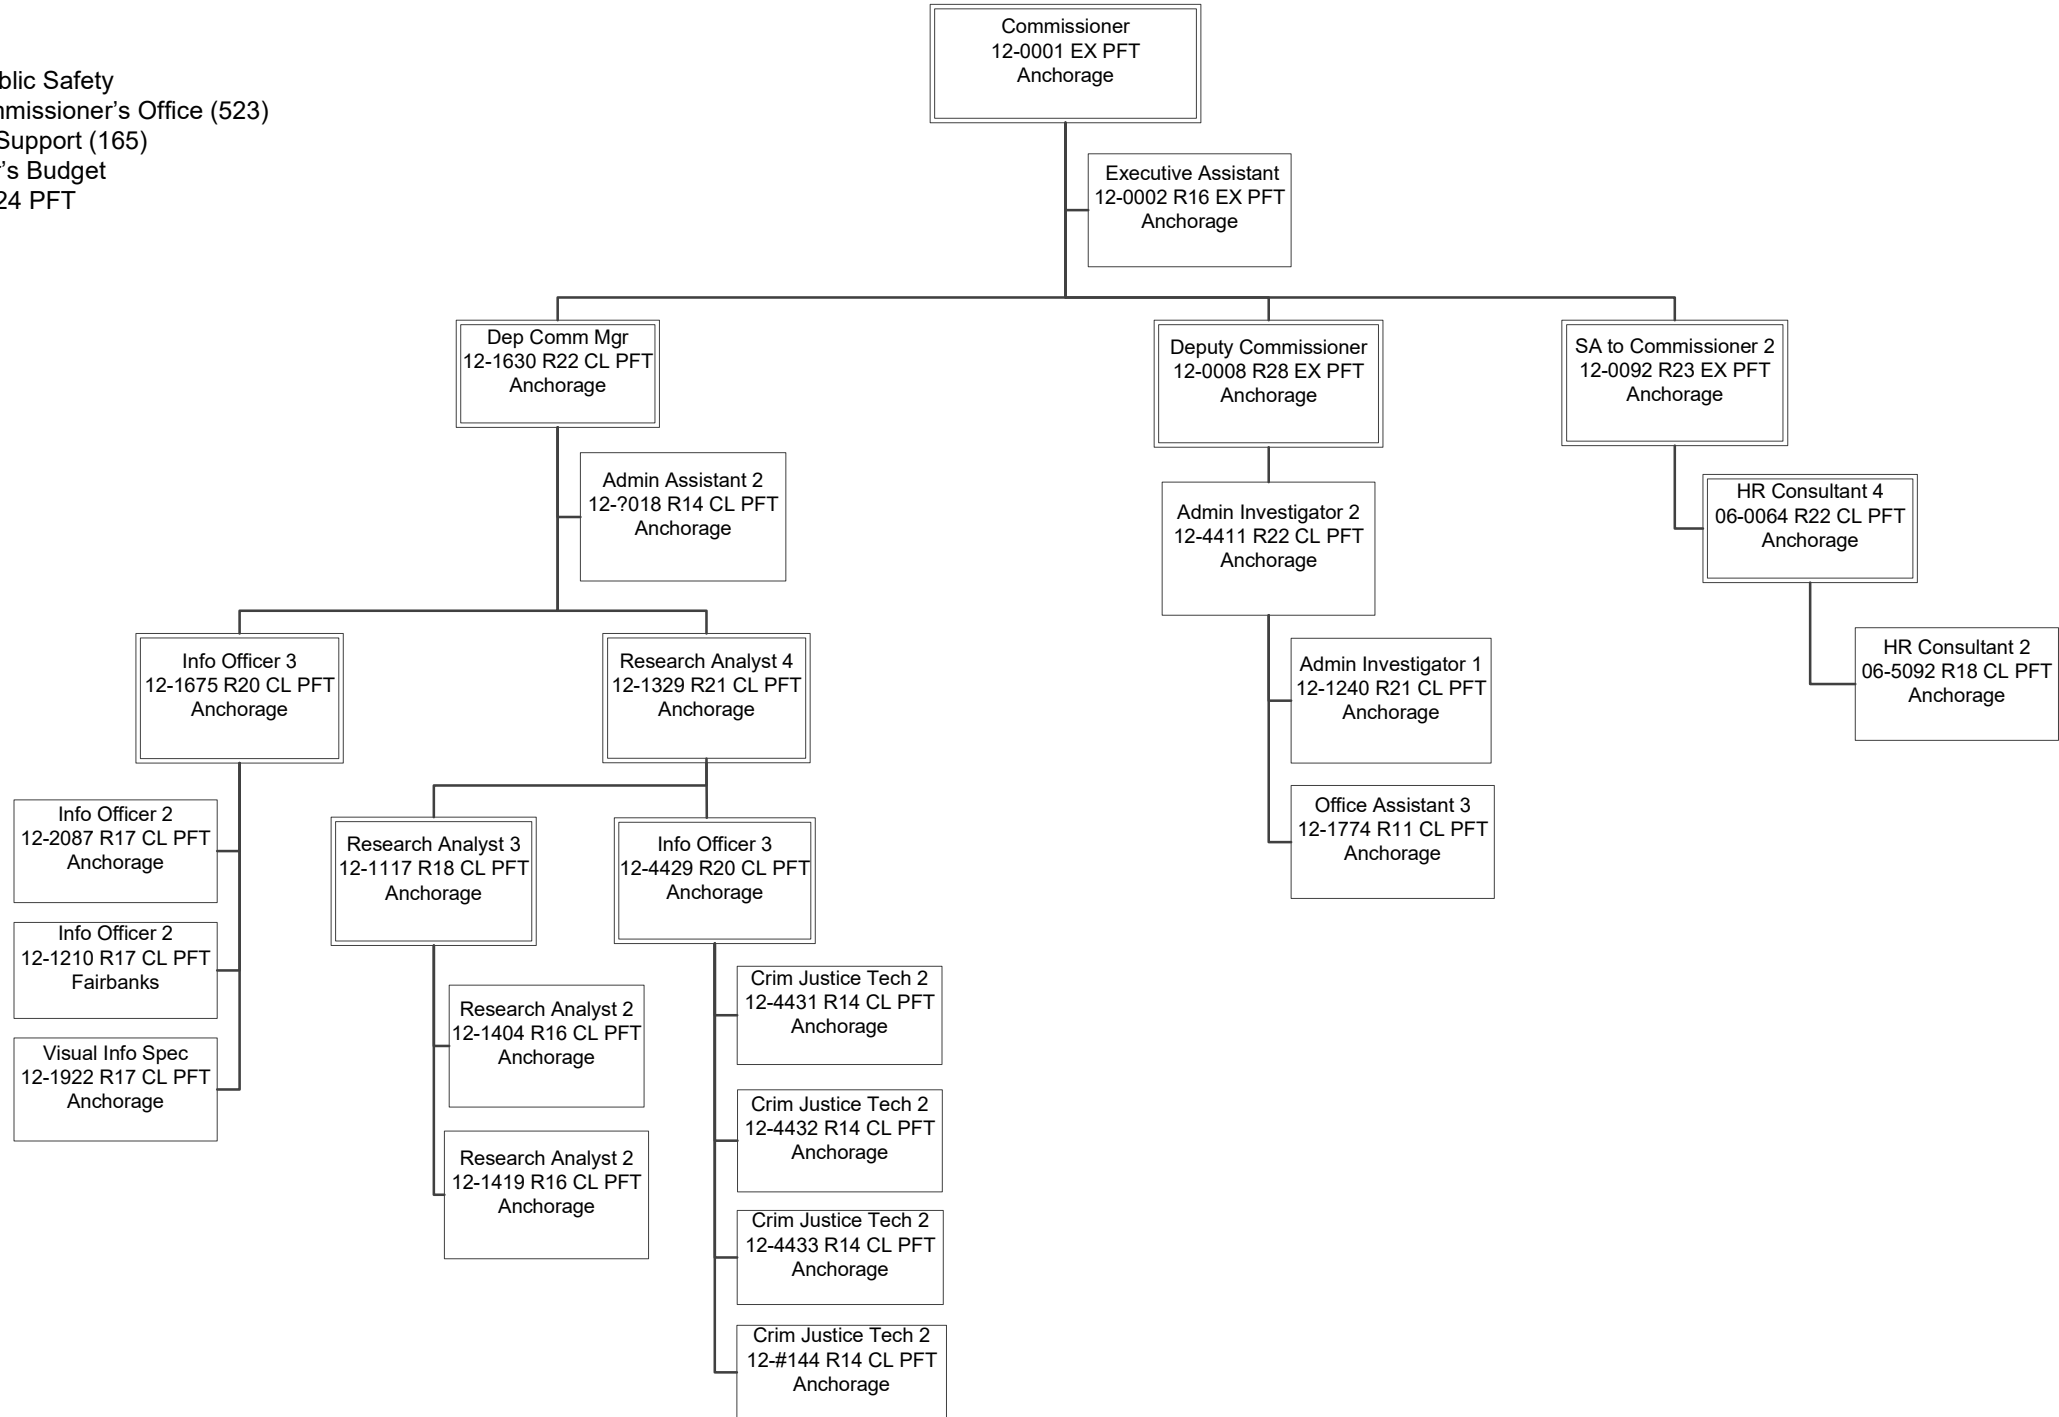 Commissioner
12-0001 EX PFT
Anchorage
blic Safety
missioner’s Office (523)
Support (165)
’s Budget
24 PFT
Executive Assistant
12-0002 R16 EX PFT
Anchorage
Dep Comm Mgr
12-1630 R22 CL PFT
Anchorage
Deputy Commissioner
12-0008 R28 EX PFT
Anchorage
SA to Commissioner 2
12-0092 R23 EX PFT
Anchorage
Admin Assistant 2
12-?018 R14 CL PFT
Anchorage
Admin Investigator 2
12-4411 R22 CL PFT
Anchorage
HR Consultant 4
06-0064 R22 CL PFT
Anchorage
Info Officer 3
12-1675 R20 CL PFT
Anchorage
Research Analyst 4
12-1329 R21 CL PFT
Anchorage
Admin Investigator 1
12-1240 R21 CL PFT
Anchorage
HR Consultant 2
06-5092 R18 CL PFT
Anchorage
Info Officer 2
12-2087 R17 CL PFT
Anchorage
Research Analyst 3
12-1117 R18 CL PFT
Anchorage
Info Officer 3
12-4429 R20 CL PFT
Anchorage
Office Assistant 3
12-1774 R11 CL PFT
Anchorage
Info Officer 2
12-1210 R17 CL PFT
Fairbanks
Visual Info Spec
12-1922 R17 CL PFT
Anchorage
Research Analyst 2
12-1404 R16 CL PFT
Anchorage
Research Analyst 2
12-1419 R16 CL PFT
Anchorage
Crim Justice Tech 2
12-4431 R14 CL PFT
Anchorage
Crim Justice Tech 2
12-4432 R14 CL PFT
Anchorage
Crim Justice Tech 2
12-4433 R14 CL PFT
Anchorage
Crim Justice Tech 2
12-#144 R14 CL PFT
Anchorage